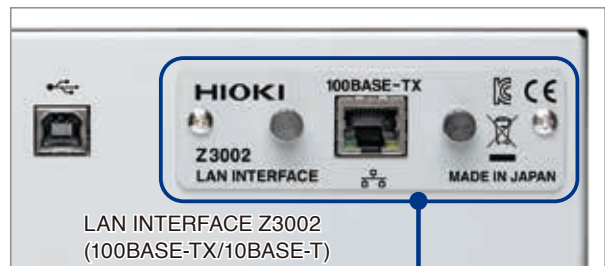 HIOKI
100BASE-TX
CE
Z3002
LAN INTERFACE
MADE IN JAPAN
LAN INTERFACE Z3002
(100BASE-TX/10BASE-T)